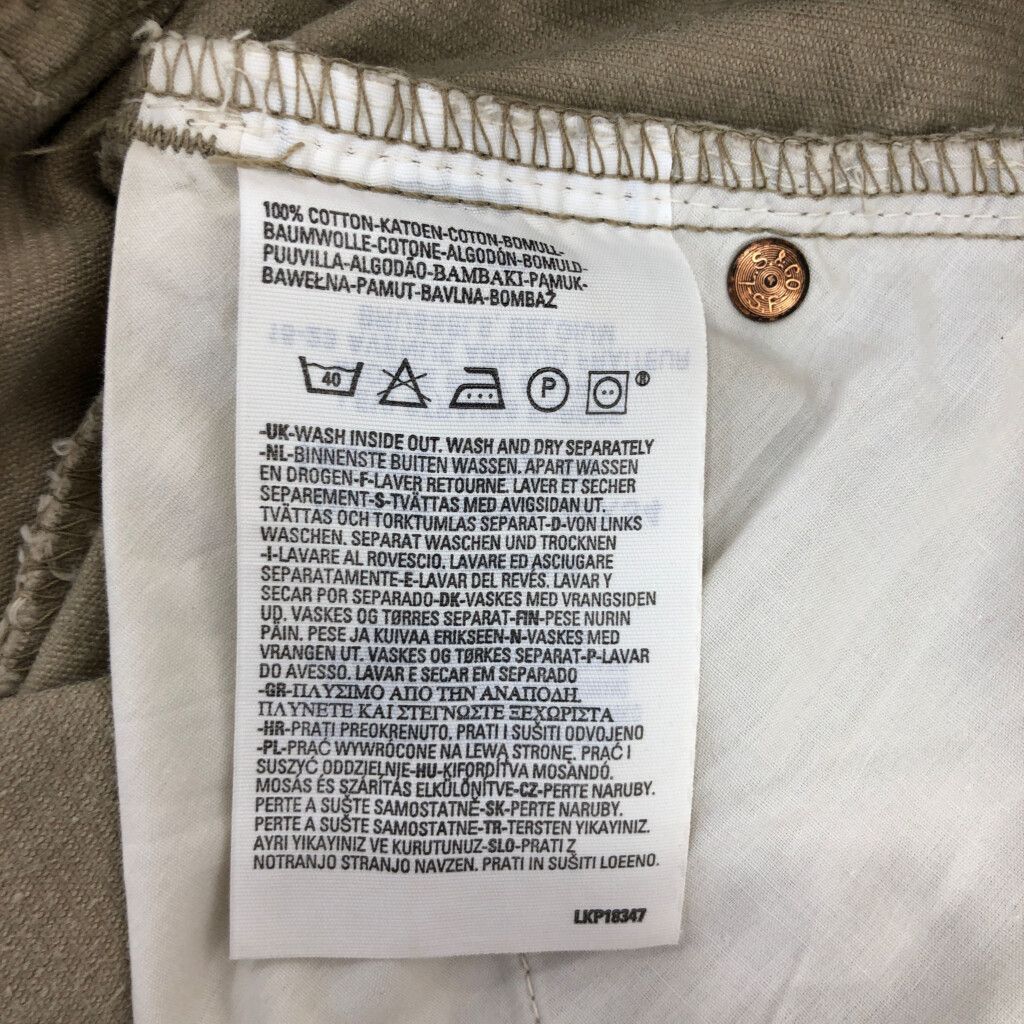 100% COTTON-KATOEN-COTON-BOMULL-
BAUMWOLLE-COTONE-ALGODÓN-BOMULD-
PUUVILLA-ALGODÃO-ΒΑΜΒΑΚΙ-PAMUK-
BAWEŁNA-PAMUT-BAVLNA-BOMBAŽ
S & CO
LSF
40
P
®
-UK-WASH INSIDE OUT. WASH AND DRY SEPARATELY
-NL-BINNENSTE BUITEN WASSEN. APART WASSEN
EN DROGEN-F-LAVER RETOURNE. LAVER ET SECHER
SEPAREMENT-S-TVÄTTAS MED AVIGSIDAN UT.
TVÄTTAS OCH TORKTUMLAS SEPARAT-D-VON LINKS
WASCHEN. SEPARAT WASCHEN UND TROCKNEN
-I-LAVARE AL ROVESCIO. LAVARE ED ASCIUGARE
SEPARATAMENTE-E-LAVAR DEL REVÉS. LAVAR Y
SECAR POR SEPARADO-DK-VASKES MED VRANGSIDEN
UD. VASKES OG TØRRES SEPARAT-FIN-PESE NURIN
PÄIN. PESE JA KUIVAA ERIKSEEN-N-VASKES MED
VRANGEN UT. VASKES OG TØRKES SEPARAT-P-LAVAR
DO AVESSO. LAVAR E SECAR EM SEPARADO
-GR-ΠΛΥΣΙΜΟ ΑΠΟ ΤΗΝ ΑΝΑΠΟΔΗ.
ΠΛΥΝΕΤΕ ΚΑΙ ΣΤΕΓΝΩΣΤΕ ΞΕΧΩΡΙΣΤΑ
-HR-PRATI PREOKRENUTO. PRATI I SUŠITI ODVOJENO
-PL-PRAĆ WYWRÓCONE NA LEWĄ STRONĘ. PRAĆ I
SUSZYĆ ODDZIELNIE-HU-KIFORDÍTVA MOSANDÓ.
MOSÁS ÉS SZÁRÍTÁS ELKÜLÖNÍTVE-CZ-PERTE NARUBY.
PERTE A SUŠTE SAMOSTATNĚ-SK-PERTE NARUBY.
PERTE A SUŠTE SAMOSTATNE-TR-TERSTEN YIKAYINIZ.
AYRI YIKAYINIZ VE KURUTUNUZ-SLO-PRATI Z
NOTRANJO STRANJO NAVZEN. PRATI IN SUŠITI LOEENO.
LKP18347